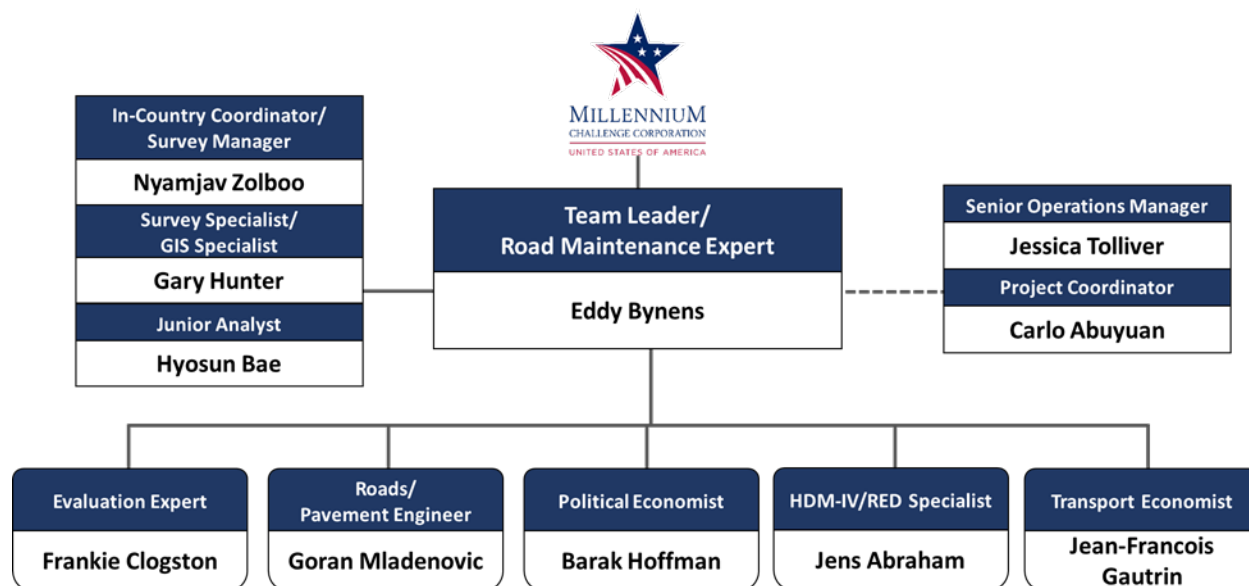 MILLENNIUM
CHALLENGE CORPORATION
UNITED STATES OF AMERICA
In-Country Coordinator/
Survey Manager
Nyamjav Zolboo
Survey Specialist/
GIS Specialist
Gary Hunter
Junior Analyst
Hyosun Bae
Team Leader/
Road Maintenance Expert
Eddy Bynens
Senior Operations Manager
Jessica Tolliver
Project Coordinator
Carlo Abuyuan
Evaluation Expert
Frankie Clogston
Roads/
Pavement Engineer
Goran Mladenovic
Political Economist
Barak Hoffman
HDM-IV/RED Specialist
Jens Abraham
Transport Economist
Jean-Francois
Gautrin